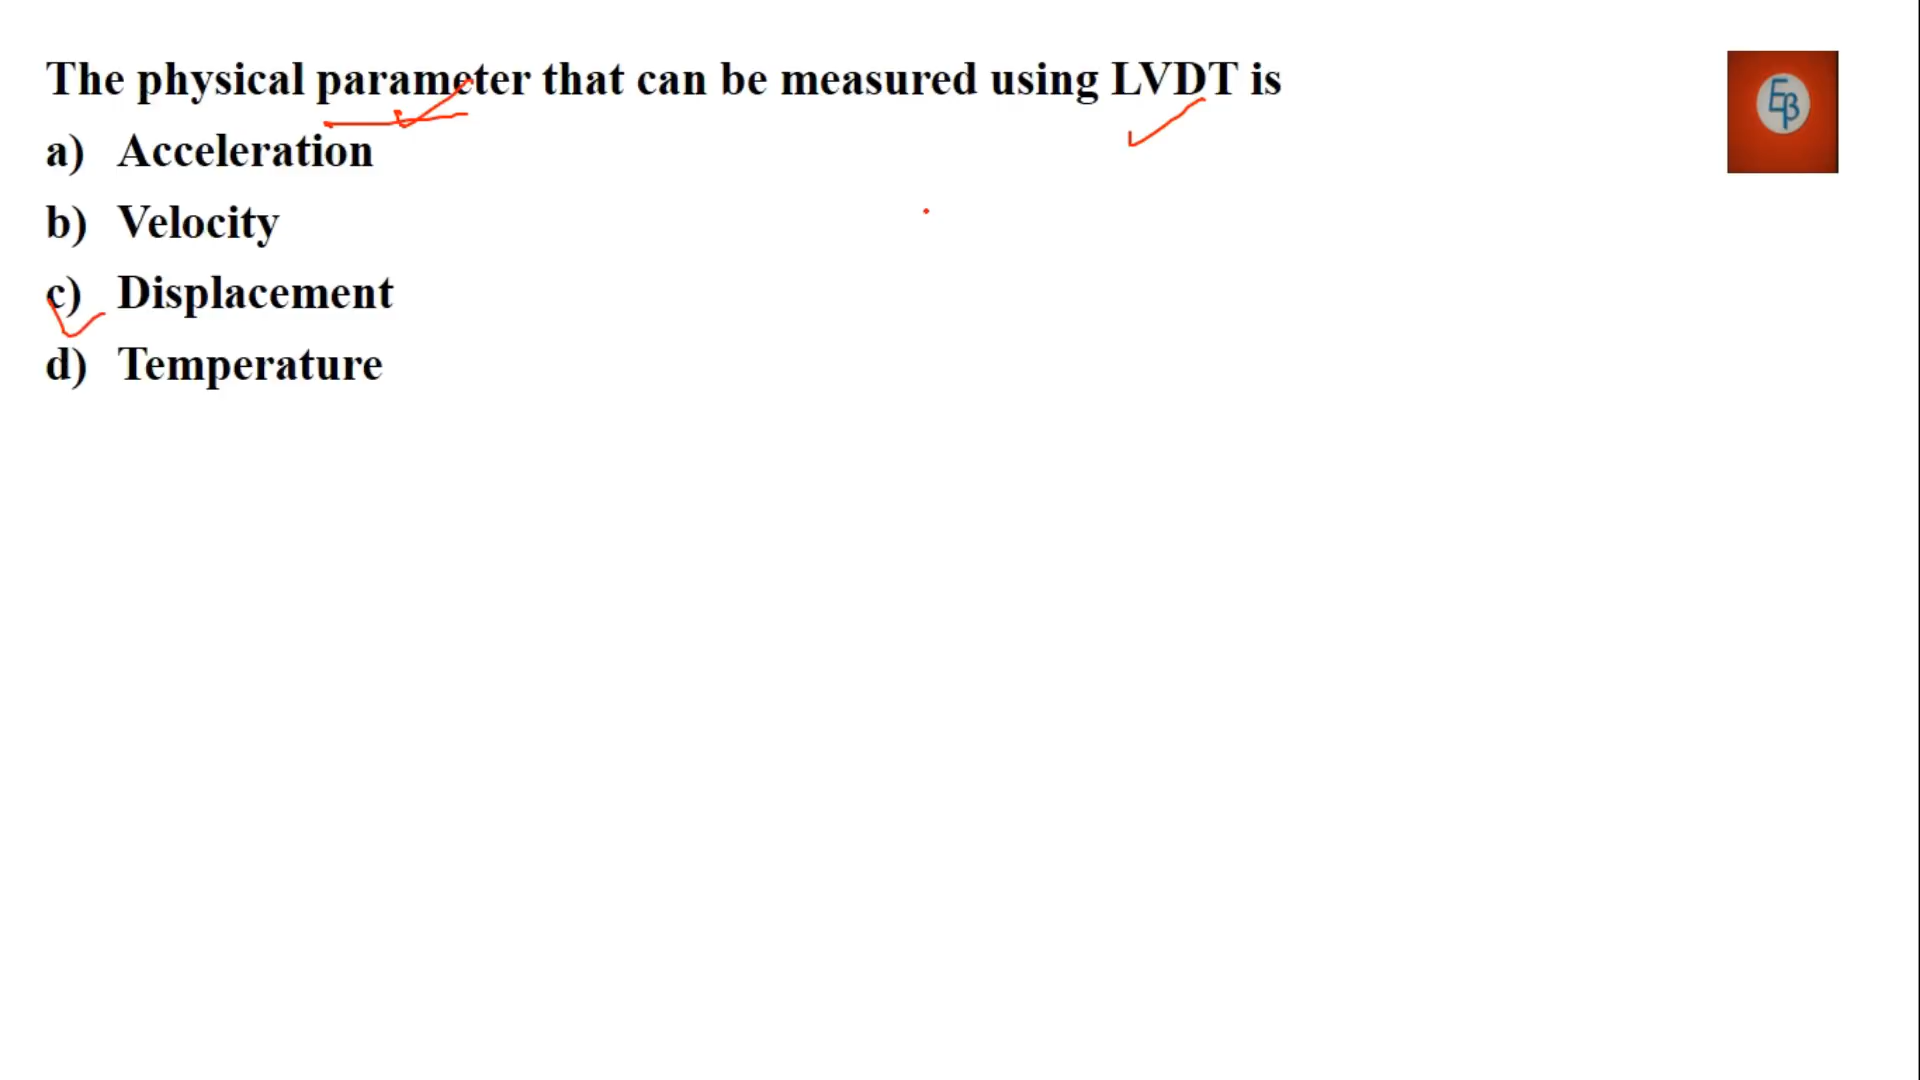 The physical parameter that can be measured using LVDT is
a) Acceleration
b) Velocity
c) Displacement
d) Temperature